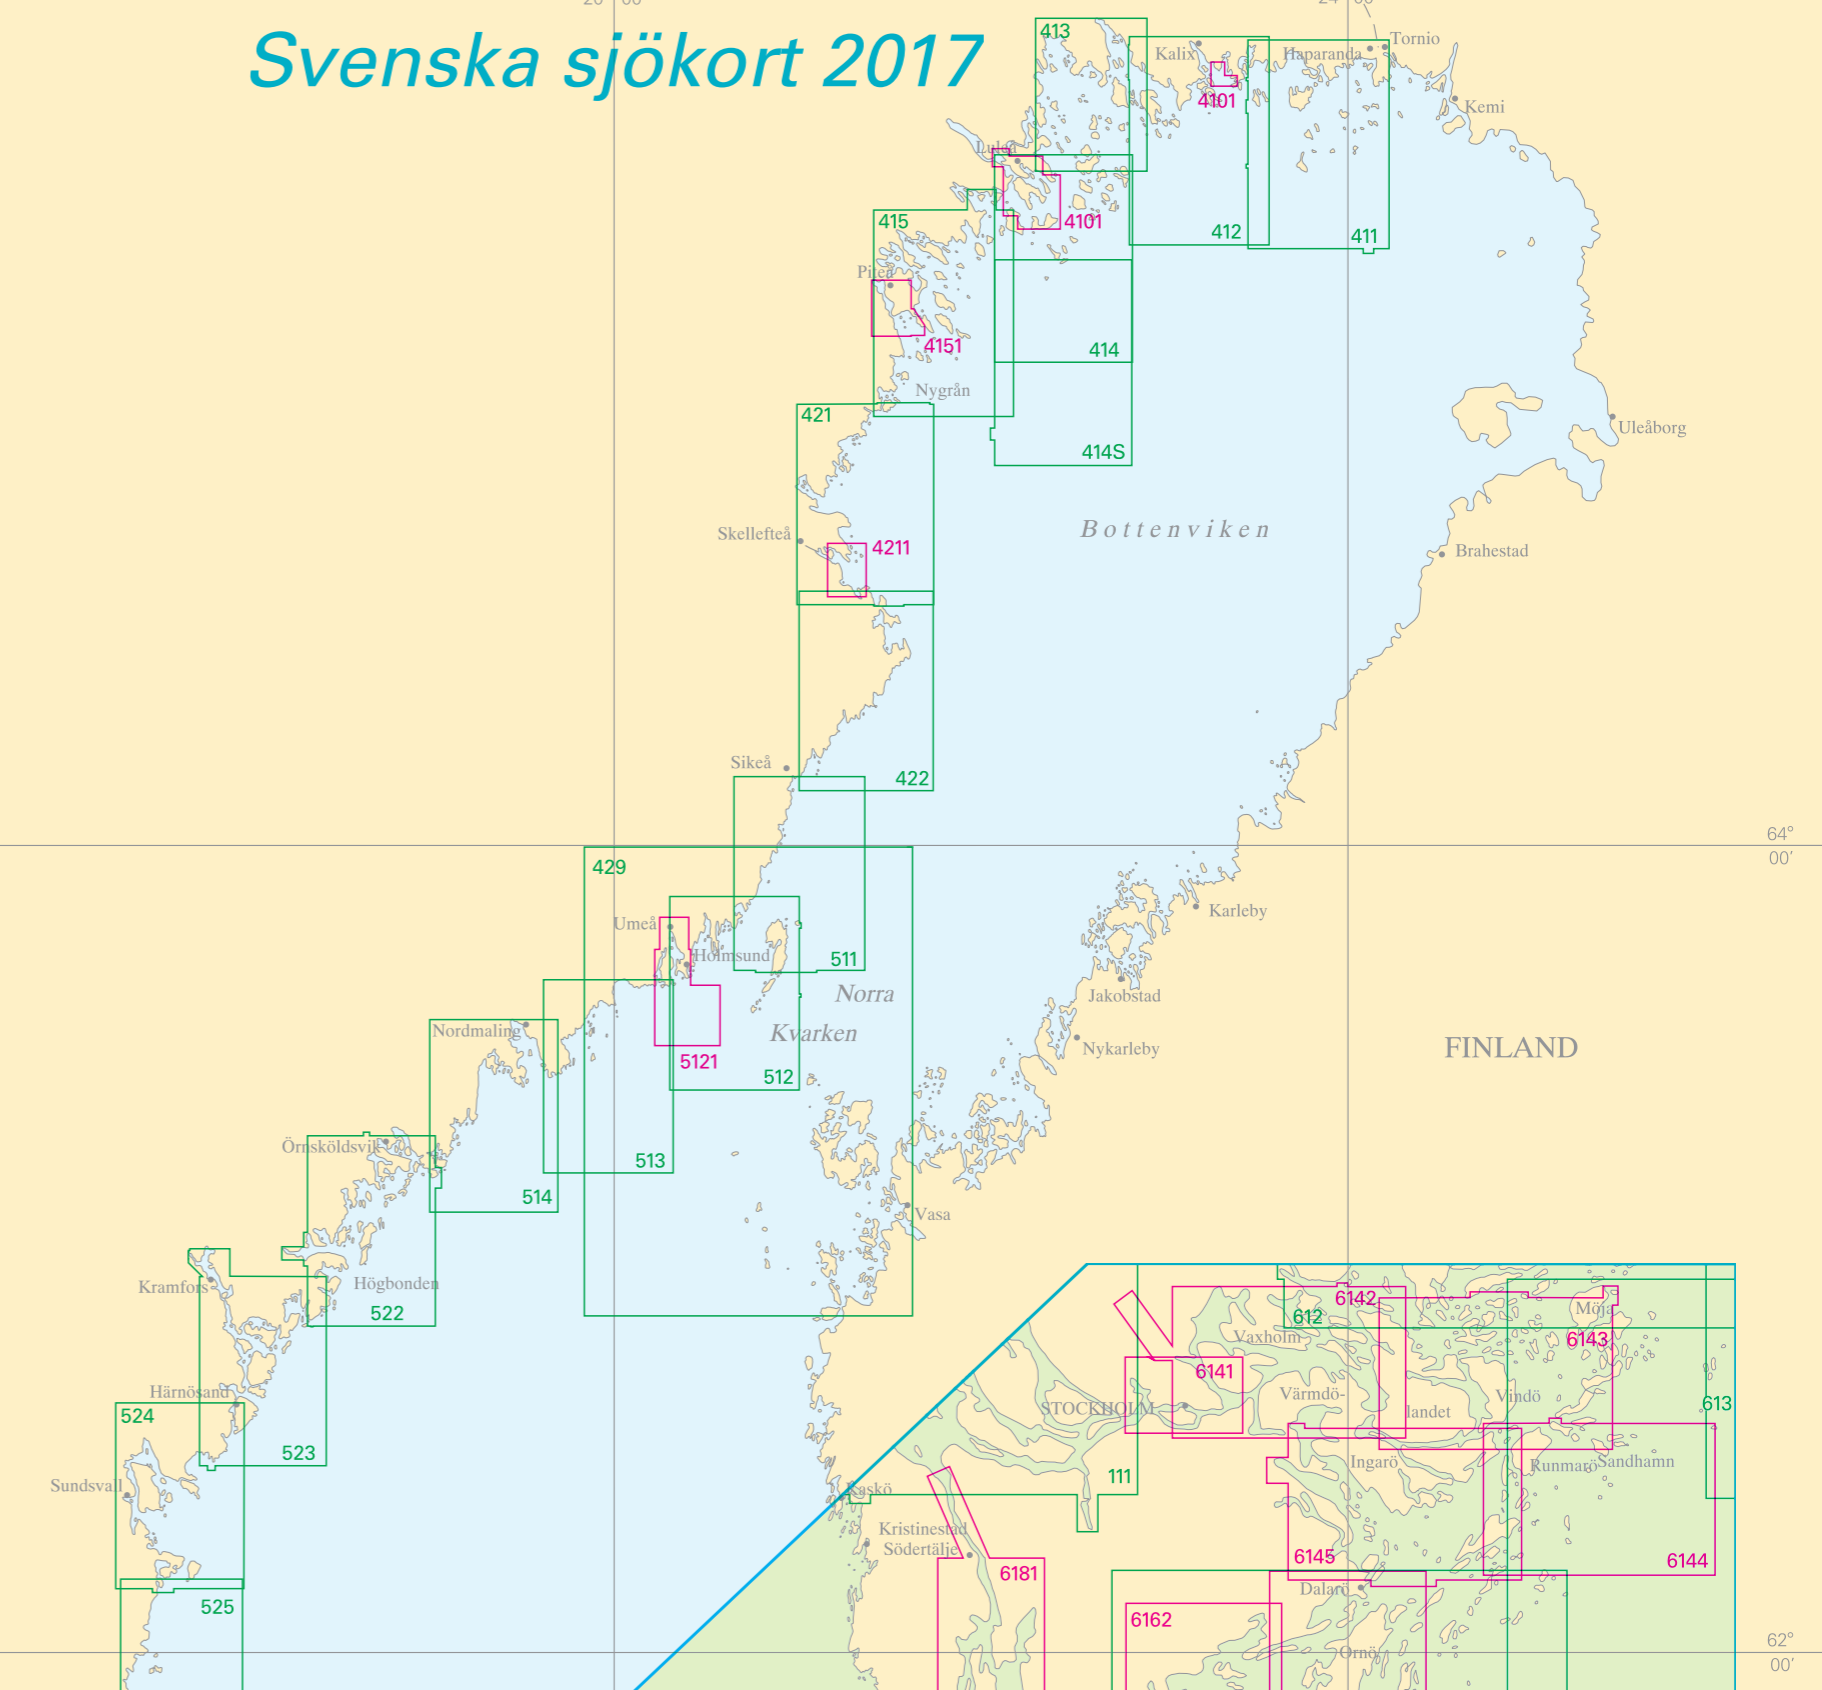 Svenska sjökort 2017
413
Kalix
Haparanda
Tornio
4101
Kemi
Luleå
4101
415
412
411
Piteå
4151
414
Nygrån
421
Uleåborg
414S
Bottenviken
Skellefteå
4211
Brahestad
Sikeå
422
64°
00’
429
Umeå
Karleby
Holmsund
511
Norra
Jakobstad
Kvarken
Nordmaling
FINLAND
Nykarleby
5121
512
Örnsköldsvik
513
514
Vasa
Kramfors
Högbonden
522
6142
Möja
612
Vaxholm
6143
6141
Härnösand
Värmdö-
Vindö
613
524
STOCKHOLM
landet
523
111
Ingarö
Runmarö
Sandhamn
Sundsvall
Kaskö
Kristinestad
Södertälje
6145
6144
6181
Dalarö
525
6162
62°
00’
Ornö